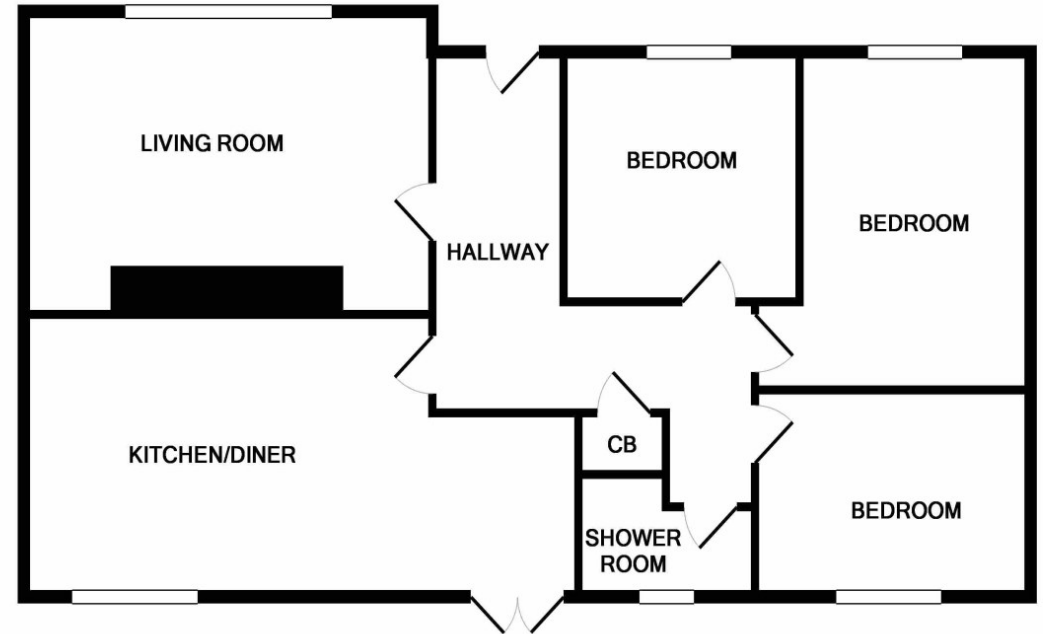 LIVING ROOM
BEDROOM
BEDROOM
HALLWAY
KITCHEN/DINER
CB
BEDROOM
SHOWER
ROOM